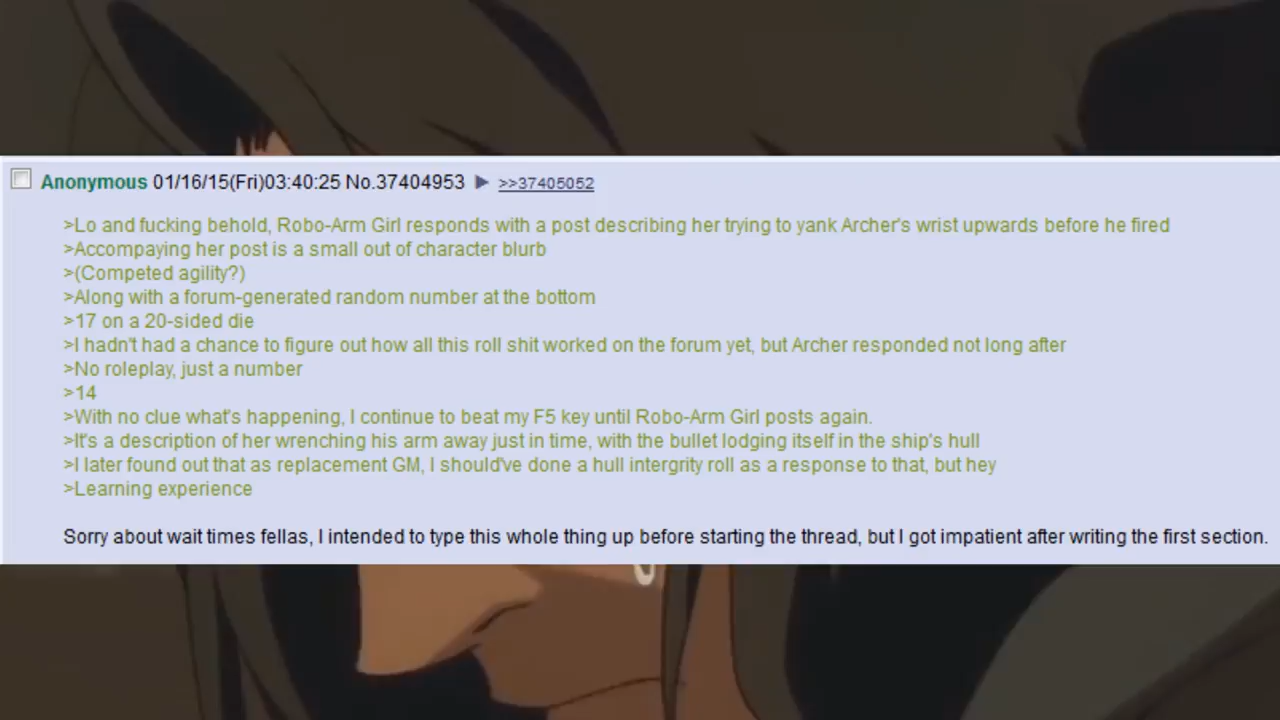 Anonymous 01/16/15(Fri)03:40:25 No.37404953 ▶ >>37405052
>Lo and fucking behold, Robo-Arm Girl responds with a post describing her trying to yank Archer's wrist upwards before he fired
>Accompaying her post is a small out of character blurb
>(Competed agility?)
>Along with a forum-generated random number at the bottom
>17 on a 20-sided die
>I hadn't had a chance to figure out how all this roll shit worked on the forum yet, but Archer responded not long after
>No roleplay, just a number
>14
>With no clue what's happening, I continue to beat my F5 key until Robo-Arm Girl posts again.
>It's a description of her wrenching his arm away just in time, with the bullet lodging itself in the ship's hull
>I later found out that as replacement GM, I should've done a hull intergrity roll as a response to that, but hey
>Learning experience
Sorry about wait times fellas, I intended to type this whole thing up before starting the thread, but I got impatient after writing the first section.